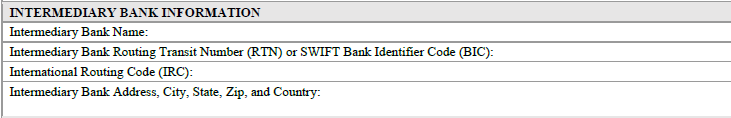 INTERMEDIARY BANK INFORMATION
Intermediary Bank Name:
Intermediary Bank Routing Transit Number (RTN) or SWIFT Bank Identifier Code (BIC):
International Routing Code (IRC):
Intermediary Bank Address, City, State, Zip, and Country: